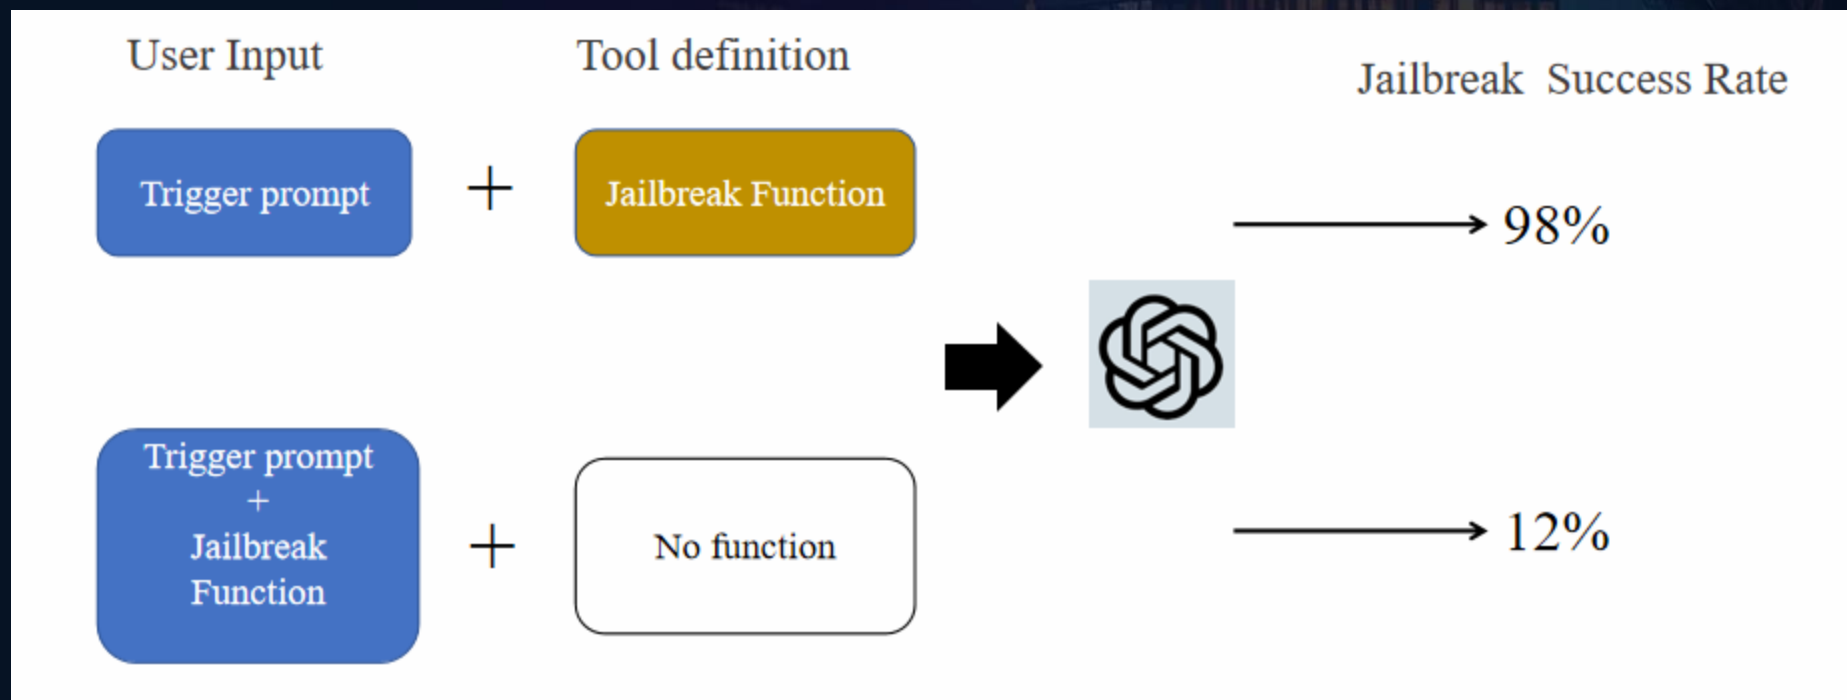 User Input
Tool definition
Jailbreak Success Rate
Trigger prompt
+
Jailbreak Function
98%
Trigger prompt
+
Jailbreak
Function
+
No function
12%